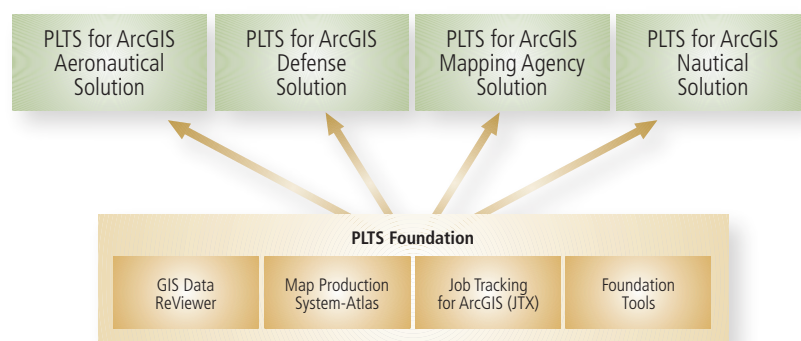 PLTS for ArcGIS
Aeronautical
Solution
PLTS for ArcGIS
Defense
Solution
PLTS for ArcGIS
Mapping Agency
Solution
PLTS for ArcGIS
Nautical
Solution
PLTS Foundation
GIS Data
ReViewer
Map Production
System-Atlas
Job Tracking
for ArcGIS (JTX)
Foundation
Tools